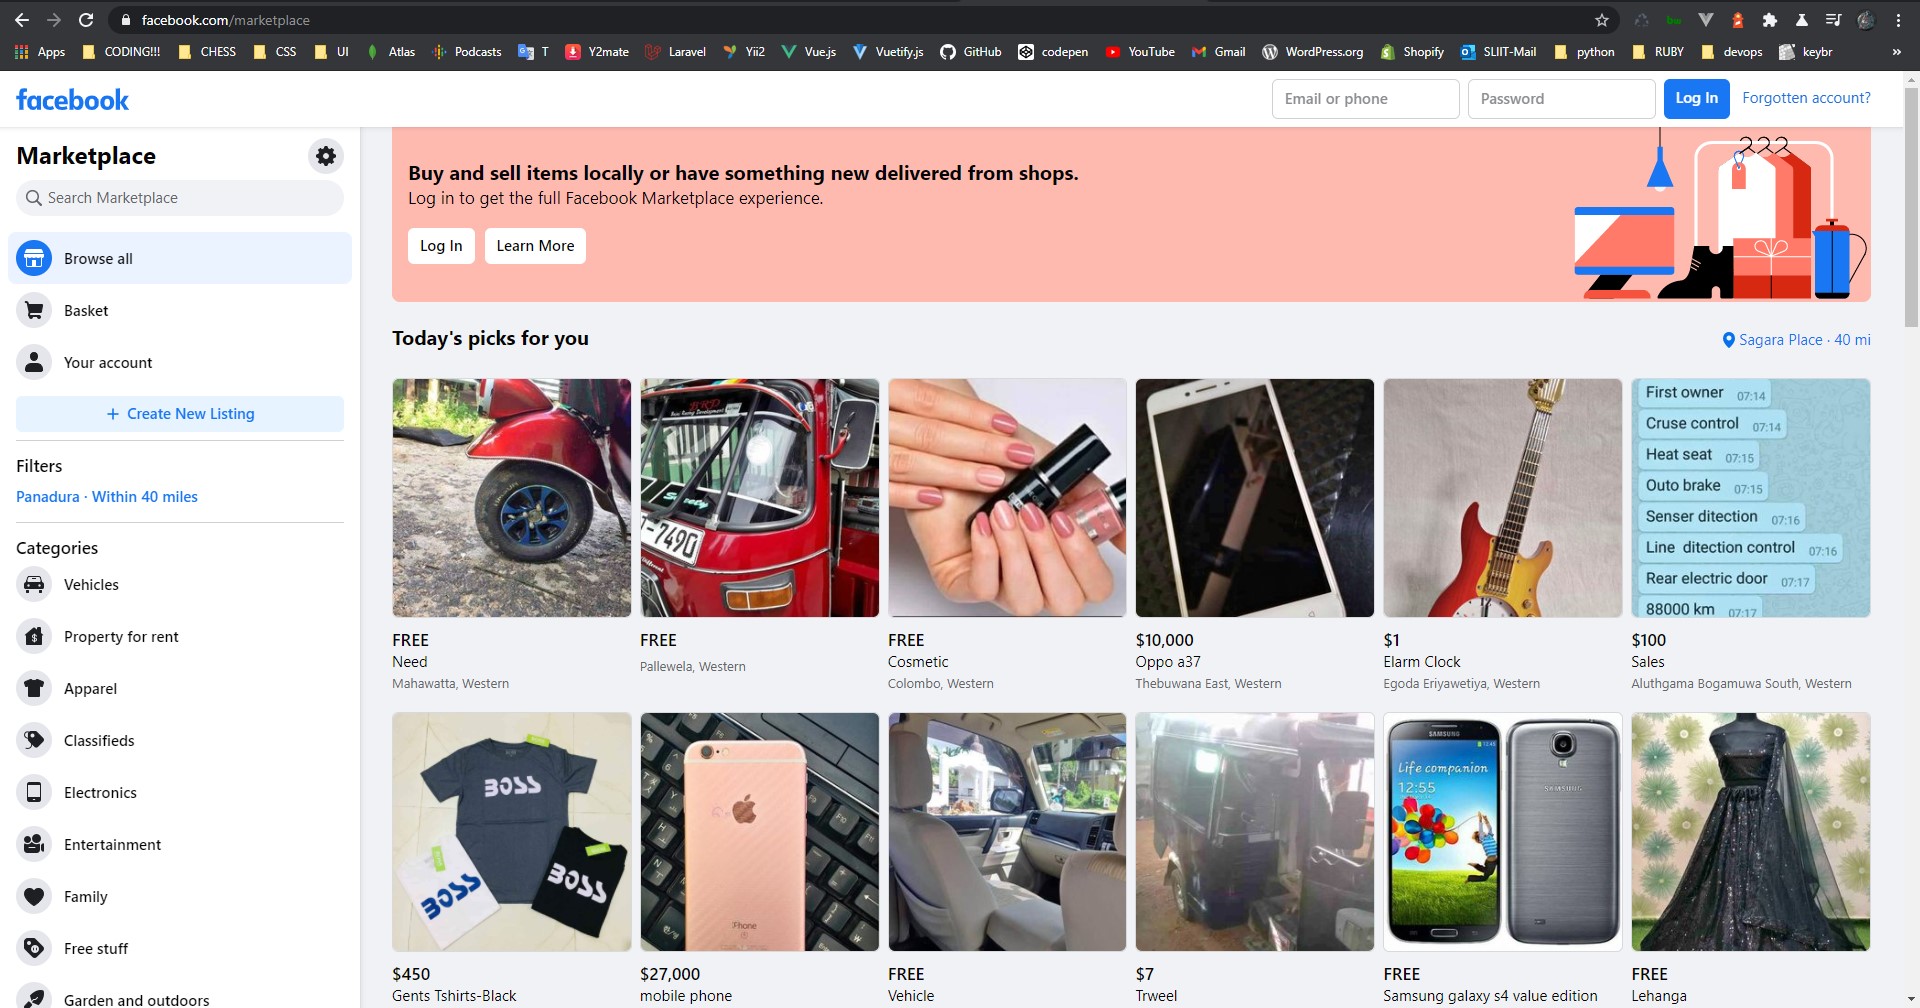 facebook.com/marketplace
Apps CODING!!! CHESS CSS UI Atlas Podcasts T Y2mate Laravel Yii2 Vue.js Vuetify.js GitHub codepen YouTube Gmail WordPress.org Shopify SLIIT-Mail python RUBY devops keybr »
facebook
Email or phone
Password
Log In
Forgotten account?
Marketplace
Search Marketplace
Browse all
Basket
Your account
+ Create New Listing
Filters
Panadura · Within 40 miles
Categories
Vehicles
Property for rent
Apparel
Classifieds
Electronics
Entertainment
Family
Free stuff
Garden and outdoors
Buy and sell items locally or have something new delivered from shops.
Log in to get the full Facebook Marketplace experience.
Log In
Learn More
Today's picks for you
Sagara Place · 40 mi
FREE
Need
Mahawatta, Western
BRD
-7490
FREE
Pallewela, Western
FREE
Cosmetic
Colombo, Western
$10,000
Oppo a37
Thebuwana East, Western
$1
Elarm Clock
Egoda Eriyawetiya, Western
First owner 07:14
Cruse control 07:14
Heat seat 07:15
Outo brake 07:15
Senser ditection 07:16
Line ditection control 07:16
Rear electric door 07:17
88000 km 07:17
$100
Sales
Aluthgama Bogamuwa South, Western
BOSS
BOSS
BOSS
$450
Gents Tshirts-Black
iPhone
$27,000
mobile phone
FREE
Vehicle
$7
Trweel
SAMSUNG
12:45
Life companion
12:55
SAMSUNG
FREE
Samsung galaxy s4 value edition
FREE
Lehanga